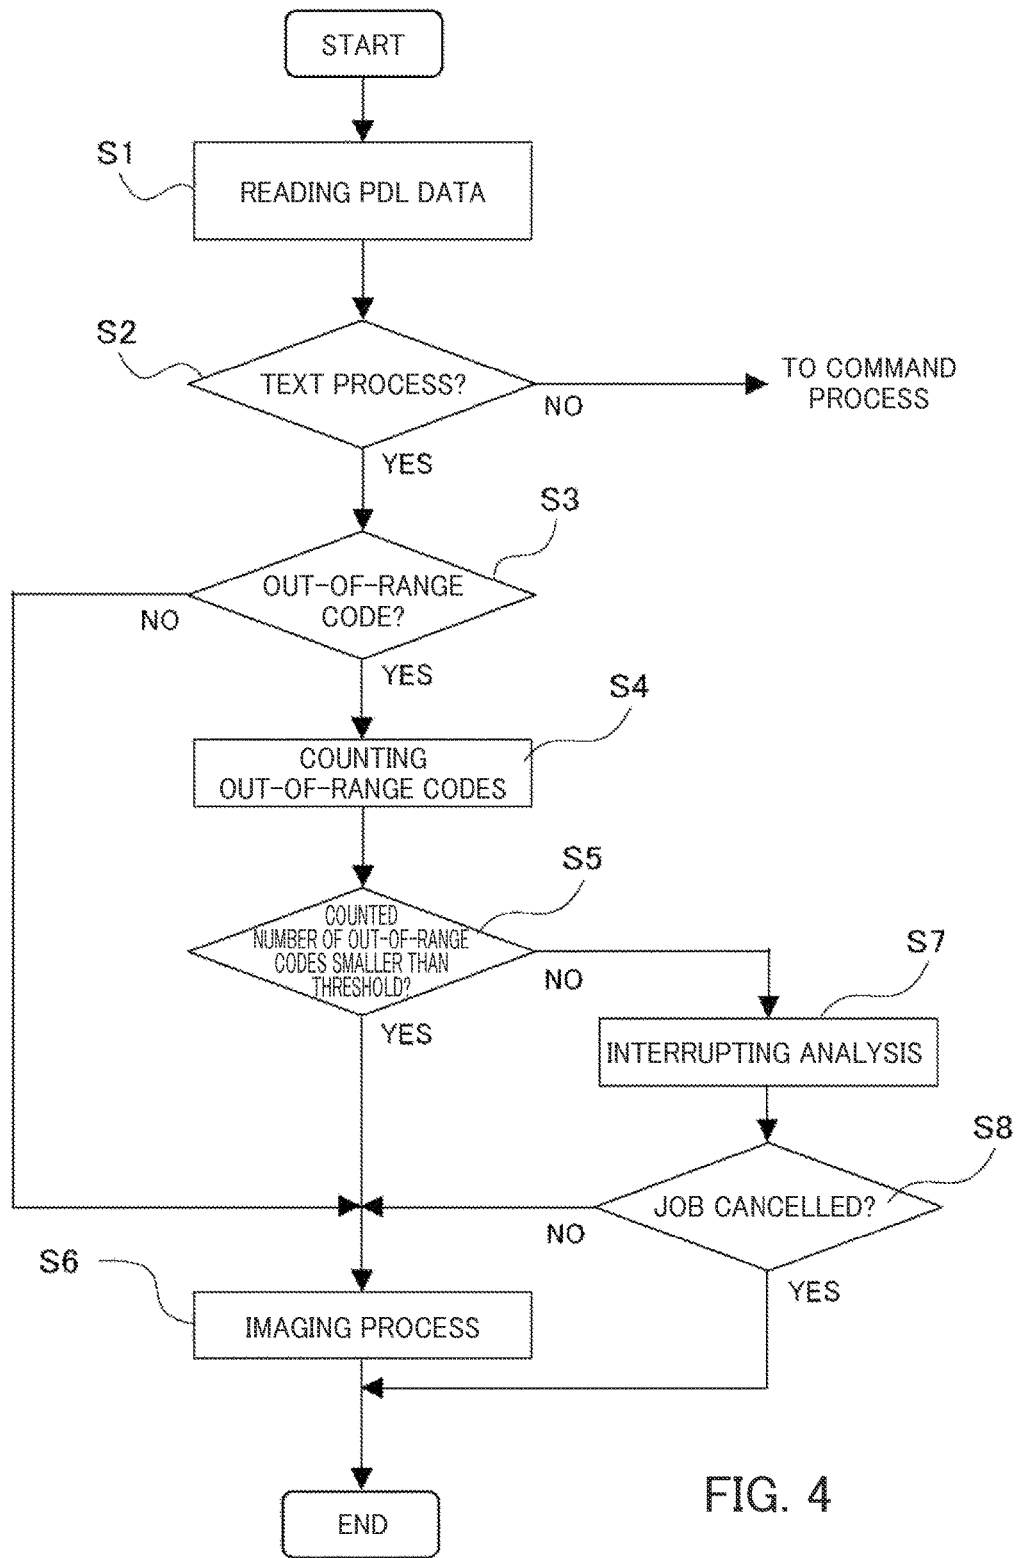 START
S1
READING PDL DATA
S2
TEXT PROCESS?
TO COMMAND
PROCESS
NO
YES
S3
OUT-OF-RANGE
CODE?
NO
YES
S4
COUNTING
OUT-OF-RANGE CODES
S5
COUNTED
NUMBER OF OUT-OF-RANGE
CODES SMALLER THAN
THRESHOLD?
NO
YES
S7
INTERRUPTING ANALYSIS
S8
JOB CANCELLED?
NO
YES
S6
IMAGING PROCESS
END
FIG. 4